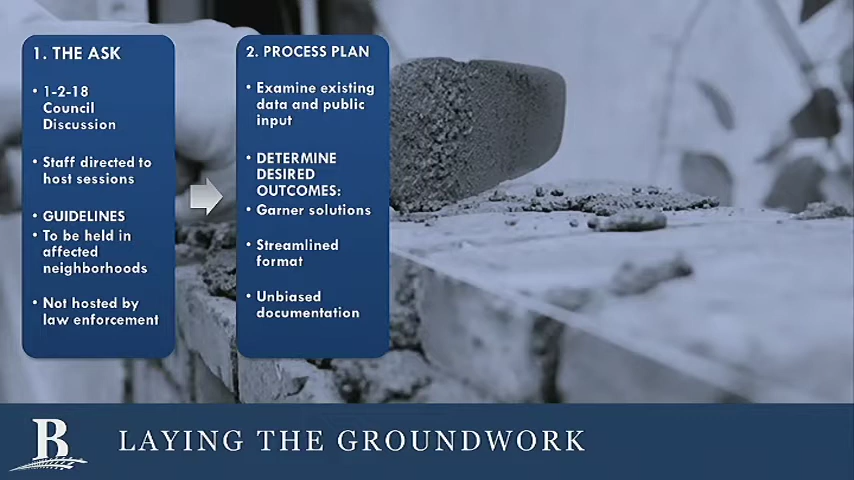 1. THE ASK
• 1-2-18
Council
Discussion
• Staff directed to
host sessions
• GUIDELINES
• To be held in
affected
neighborhoods
• Not hosted by
law enforcement
2. PROCESS PLAN
• Examine existing
data and public
input
• DETERMINE
DESIRED
OUTCOMES:
• Garner solutions
• Streamlined
format
• Unbiased
documentation
B
LAYING THE GROUNDWORK